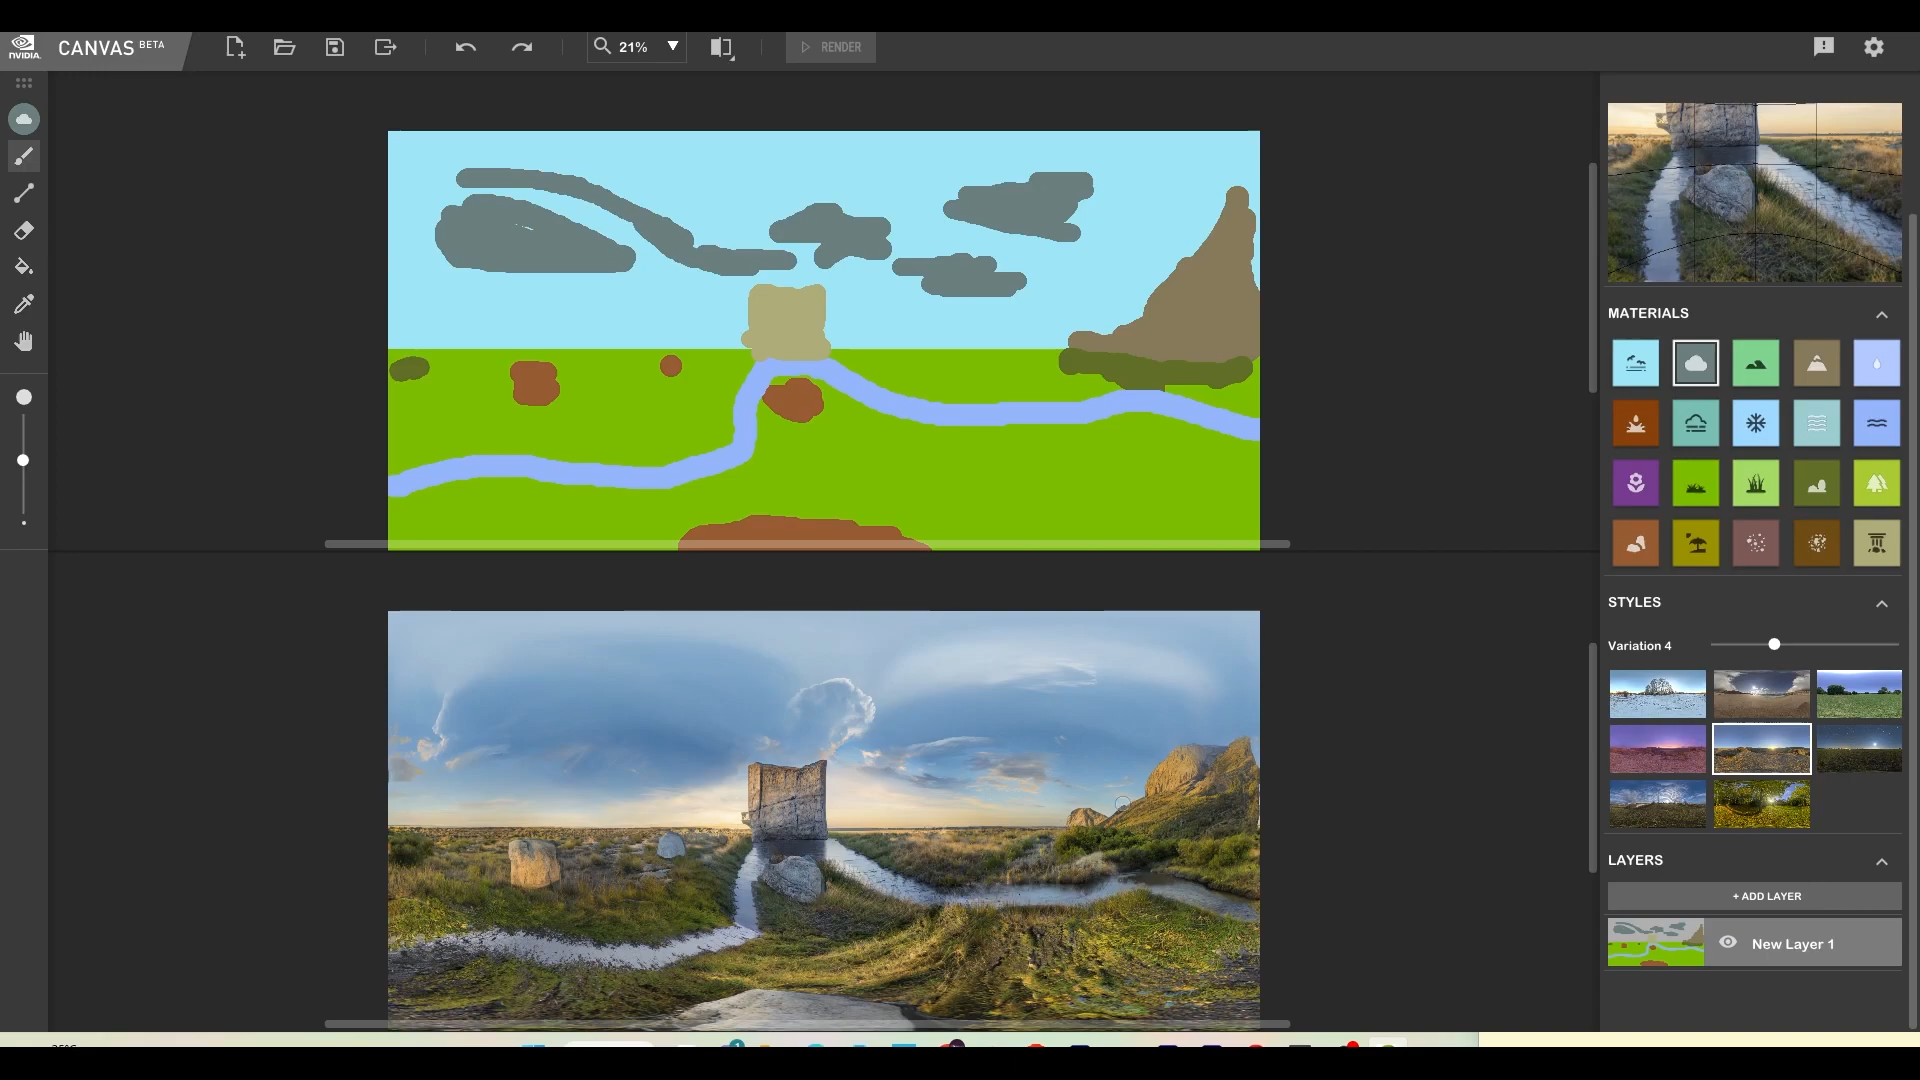 NVIDIA.
CANVAS BETA
21%
RENDER
MATERIALS
STYLES
Variation 4
LAYERS
+ ADD LAYER
New Layer 1